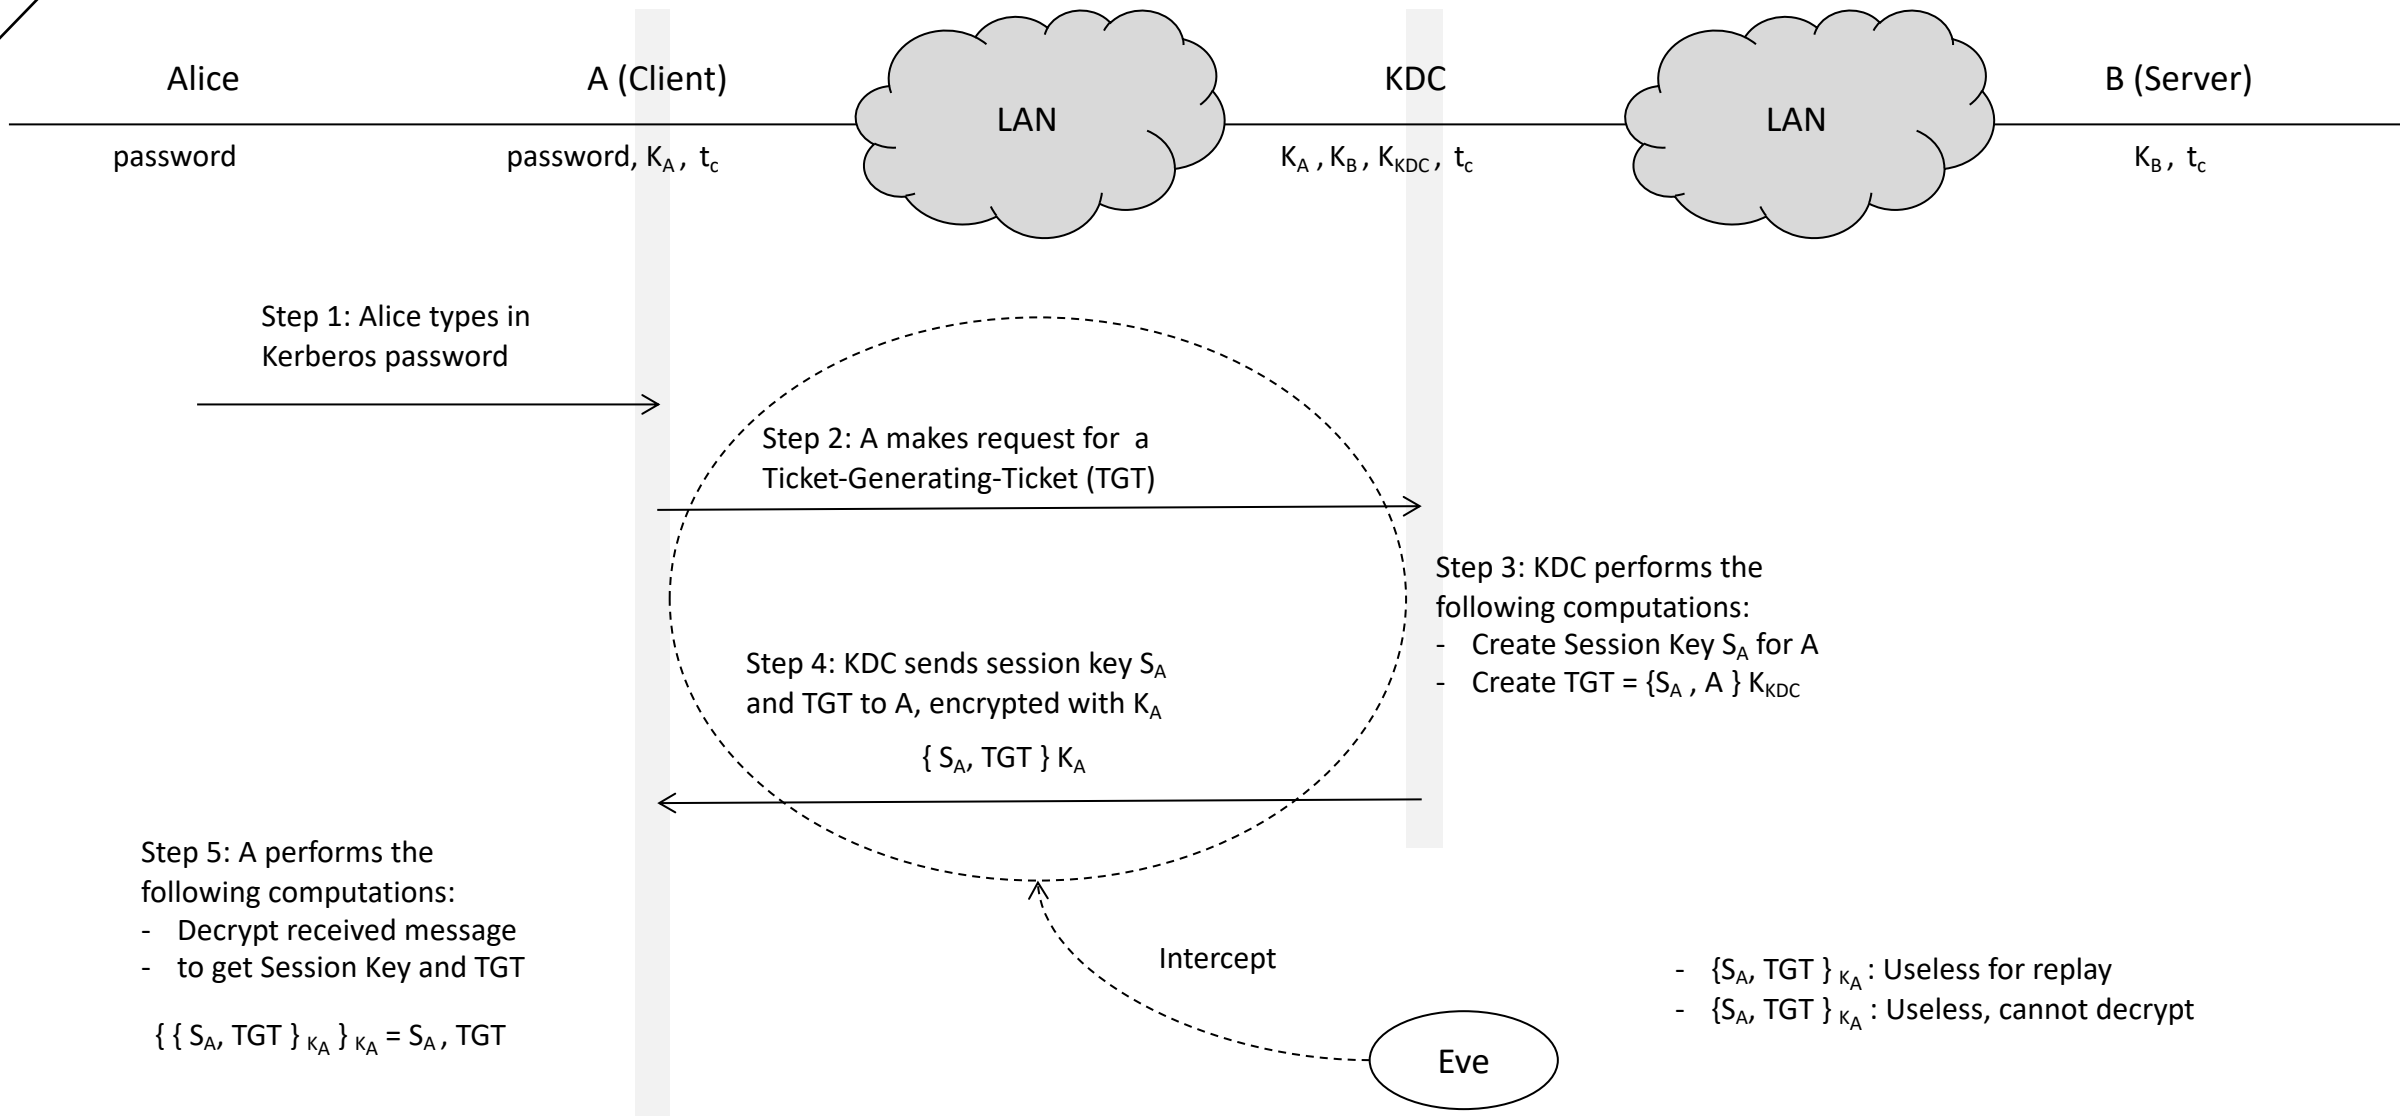 Alice
A (Client)
LAN
KDC
LAN
B (Server)
password
password, K_A , t_c
K_A , K_B, K_KDC , t_c
K_B , t_c
Step 1: Alice types in
Kerberos password
Step 2: A makes request for a
Ticket-Generating-Ticket (TGT)
Step 3: KDC performs the
following computations:
- Create Session Key S_A for A
- Create TGT = {S_A , A } K_KDC
Step 4: KDC sends session key S_A
and TGT to A, encrypted with K_A
{ S_A, TGT } K_A
Step 5: A performs the
following computations:
- Decrypt received message
- to get Session Key and TGT
{ { S_A, TGT } K_A } K_A = S_A , TGT
Intercept
Eve
- {S_A, TGT } K_A : Useless for replay
- {S_A, TGT } K_A : Useless, cannot decrypt